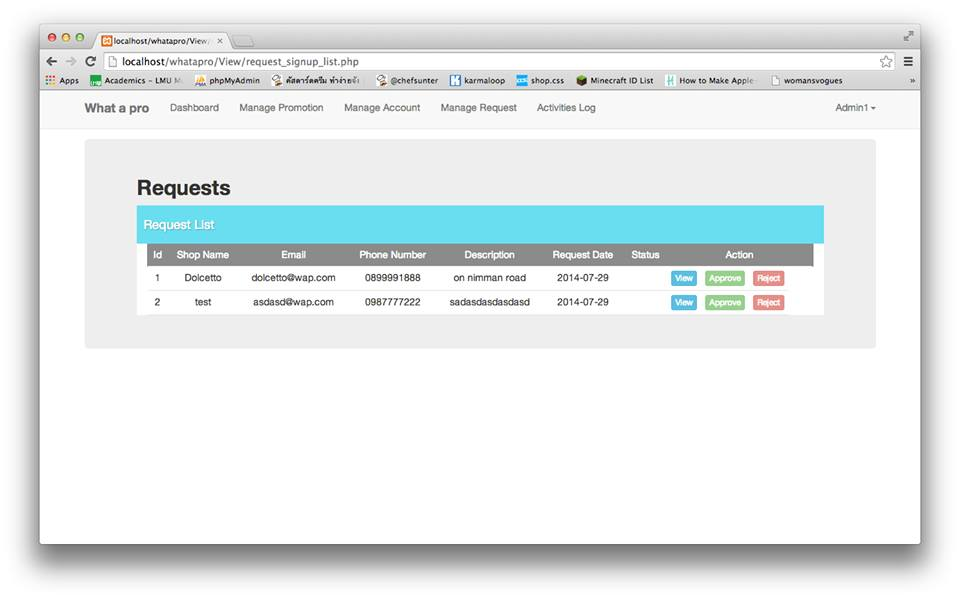 localhost/whatapro/View/
localhost/whatapro/View/request_signup_list.php
Apps Academics – LMU M phpMyAdmin คัสตาร์ดครีม ทำง่ายจัง @chefsunter karmaloop shop.css Minecraft ID List How to Make Apple womansvogues »
What a pro Dashboard Manage Promotion Manage Account Manage Request Activities Log Admin1
Requests
Request List
Id Shop Name Email Phone Number Description Request Date Status Action
1 Dolcetto dolcetto@wap.com 0899991888 on nimman road 2014-07-29 View Approve Reject
2 test asdasd@wap.com 0987777222 sadasdasdasdasd 2014-07-29 View Approve Reject